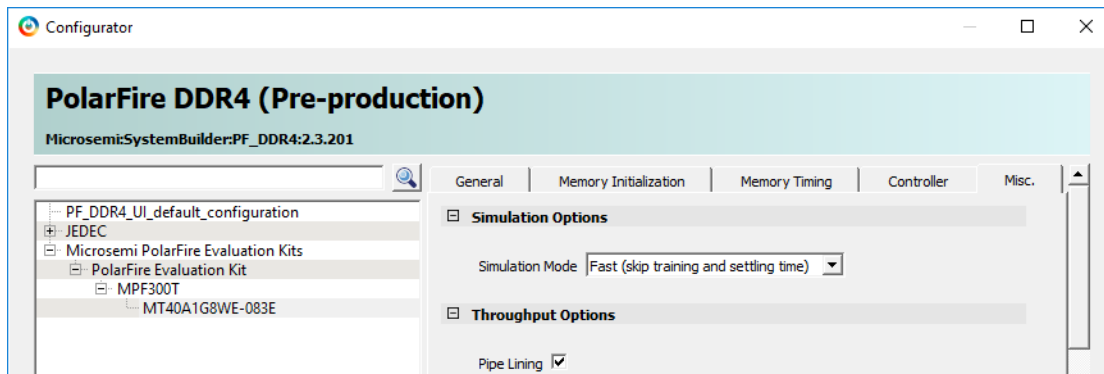 Configurator
PolarFire DDR4 (Pre-production)
Microsemi:SystemBuilder:PF_DDR4:2.3.201
PF_DDR4_UI_default_configuration
JEDEC
Microsemi PolarFire Evaluation Kits
PolarFire Evaluation Kit
MPF300T
MT40A1G8WE-083E
General Memory Initialization Memory Timing Controller Misc.
Simulation Options
Simulation Mode Fast (skip training and settling time)
Throughput Options
Pipe Lining